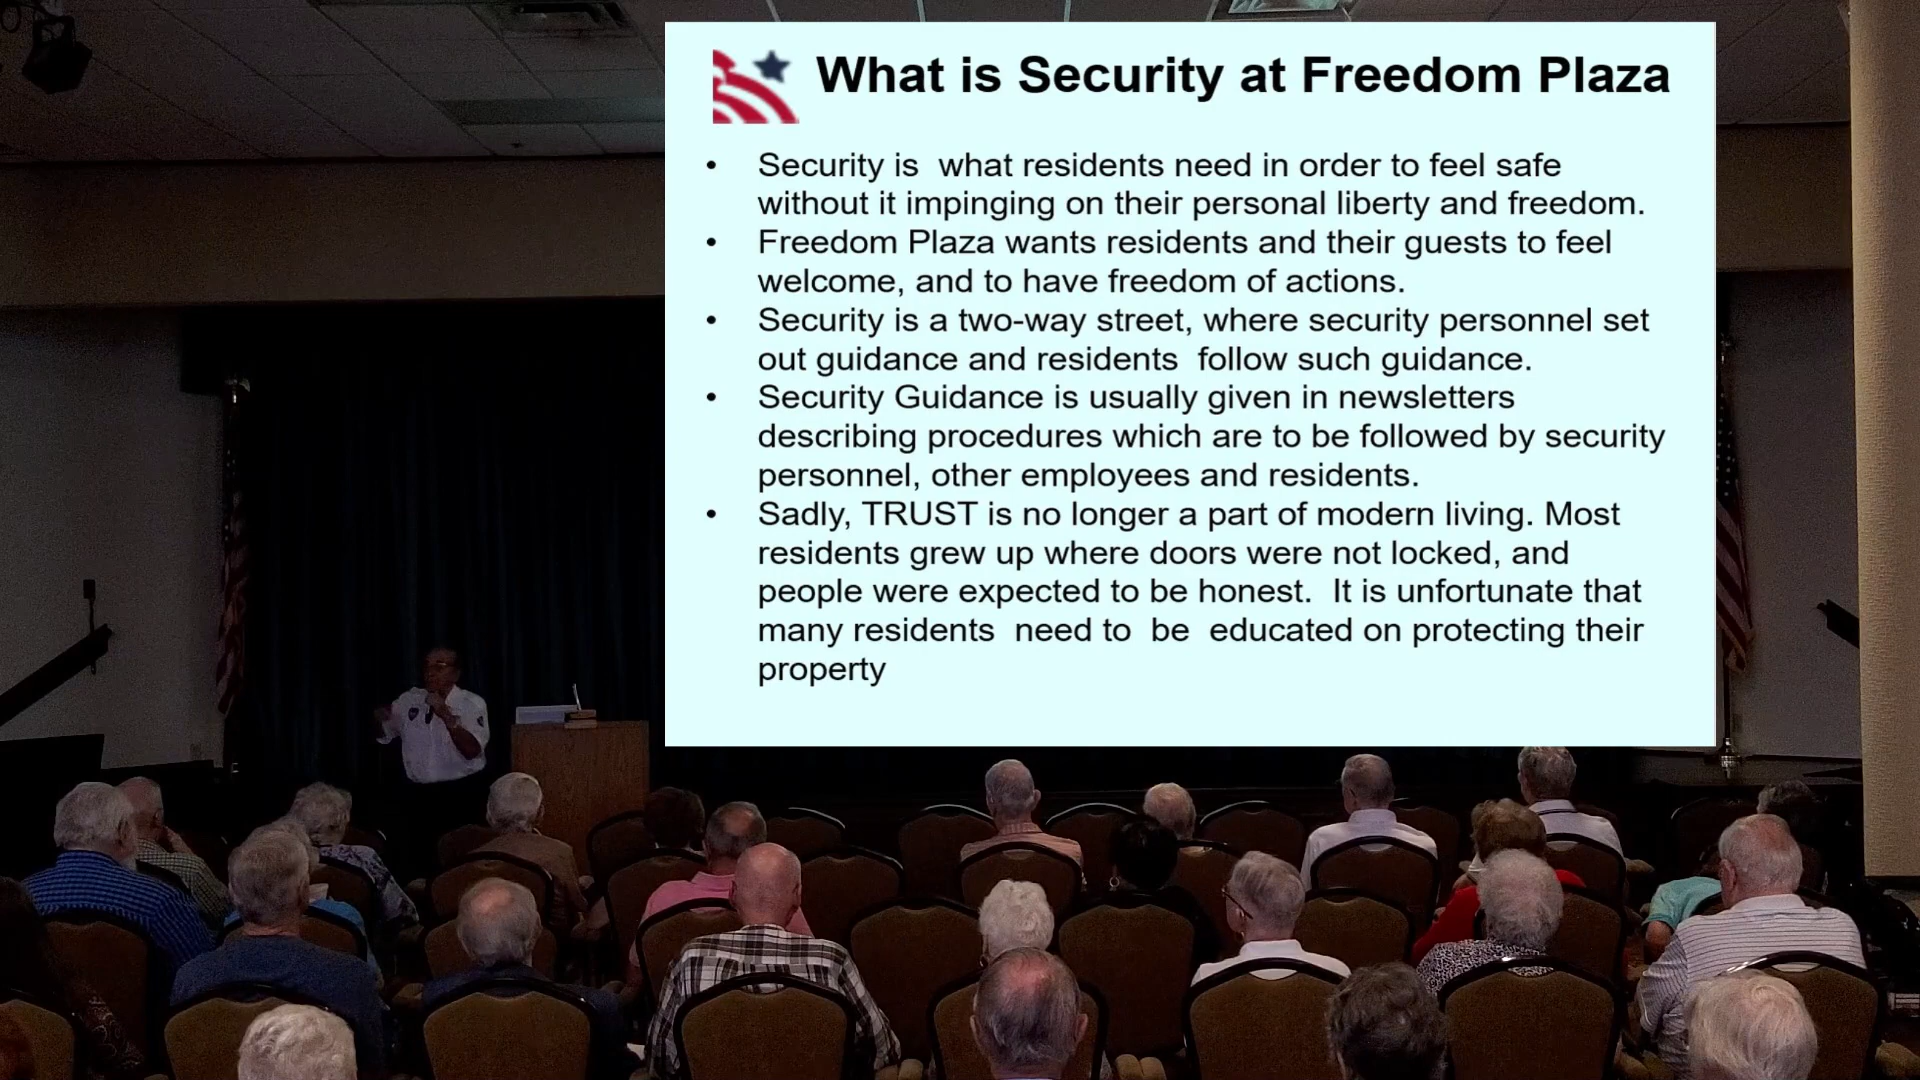 What is Security at Freedom Plaza
• Security is  what residents need in order to feel safe
without it impinging on their personal liberty and freedom.
• Freedom Plaza wants residents and their guests to feel
welcome, and to have freedom of actions.
• Security is a two-way street, where security personnel set
out guidance and residents  follow such guidance.
• Security Guidance is usually given in newsletters
describing procedures which are to be followed by security
personnel, other employees and residents.
• Sadly, TRUST is no longer a part of modern living. Most
residents grew up where doors were not locked, and
people were expected to be honest.  It is unfortunate that
many residents  need to  be  educated on protecting their
property